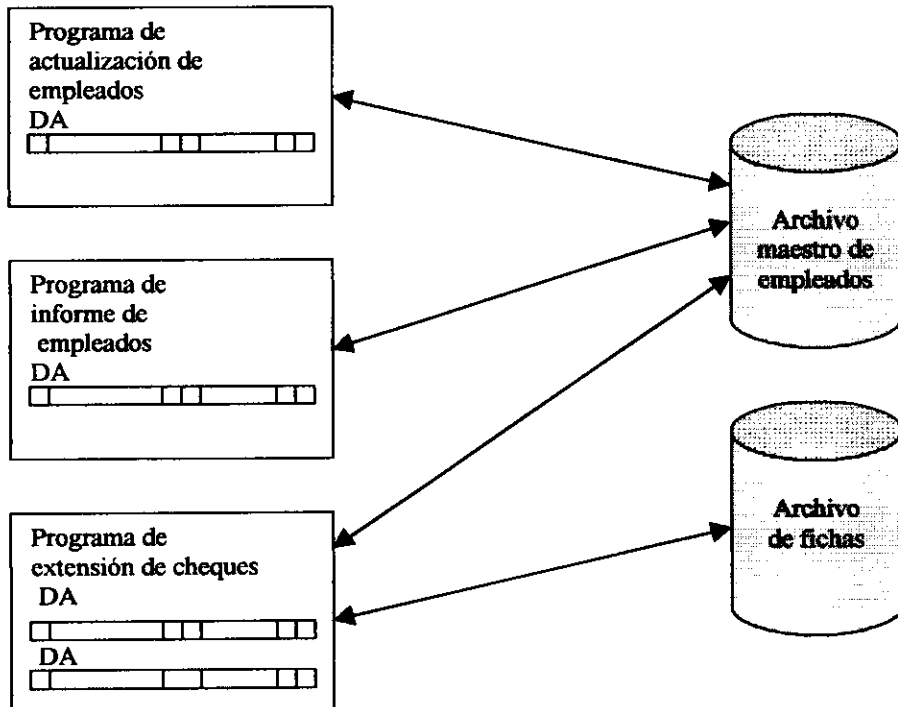 Programa de
actualización de
empleados
DA
Programa de
informe de
empleados
DA
Programa de
extensión de cheques
DA
DA
Archivo
maestro de
empleados
Archivo
de fichas